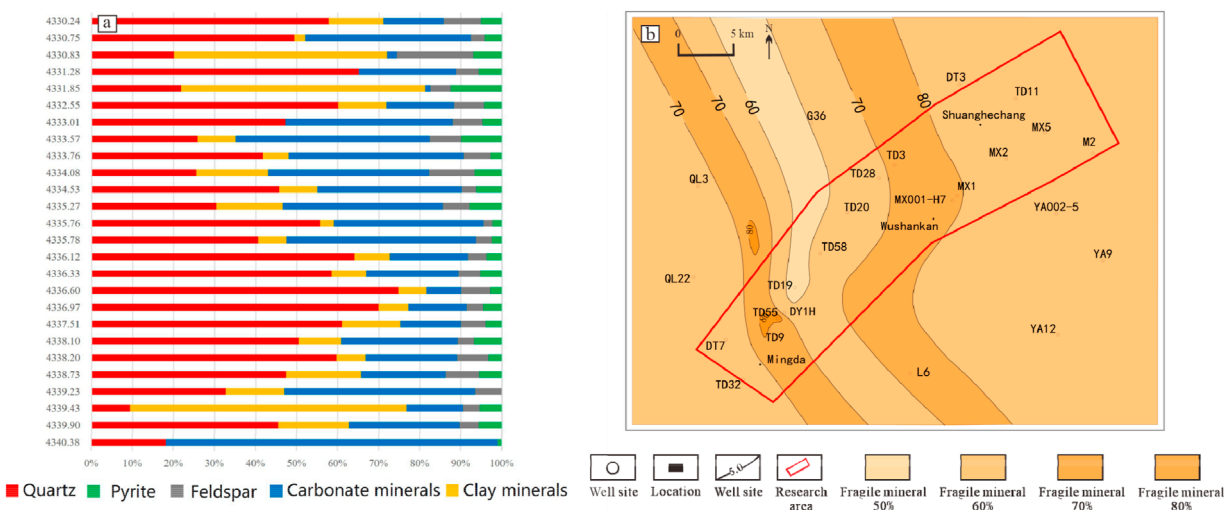 a
4330.24
4330.75
4330.83
4331.28
4331.85
4332.55
4333.01
4333.57
4333.76
4334.08
4334.53
4335.27
4335.76
4335.78
4336.12
4336.33
4336.60
4336.97
4337.51
4338.10
4338.20
4338.73
4339.23
4339.43
4339.90
4340.38
0% 10% 20% 30% 40% 50% 60% 70% 80% 90% 100%
Quartz Pyrite Feldspar Carbonate minerals Clay minerals
b
0 5 km
N
70 70 60 70 80
DT3
TD11
G36
Shuanghechang
MX5
M2
TD3
MX2
TD28
QL3
MX1
MX001-H7
TD20
YA002-5
Wushankan
80
TD58
YA9
QL22
TD19
TD55 DY1H
80
YA12
TD9
DT7
Mingda
L6
TD32
5.0
Well site
Location
Well site
Research
area
Fragile mineral
50%
Fragile mineral
60%
Fragile mineral
70%
Fragile mineral
80%